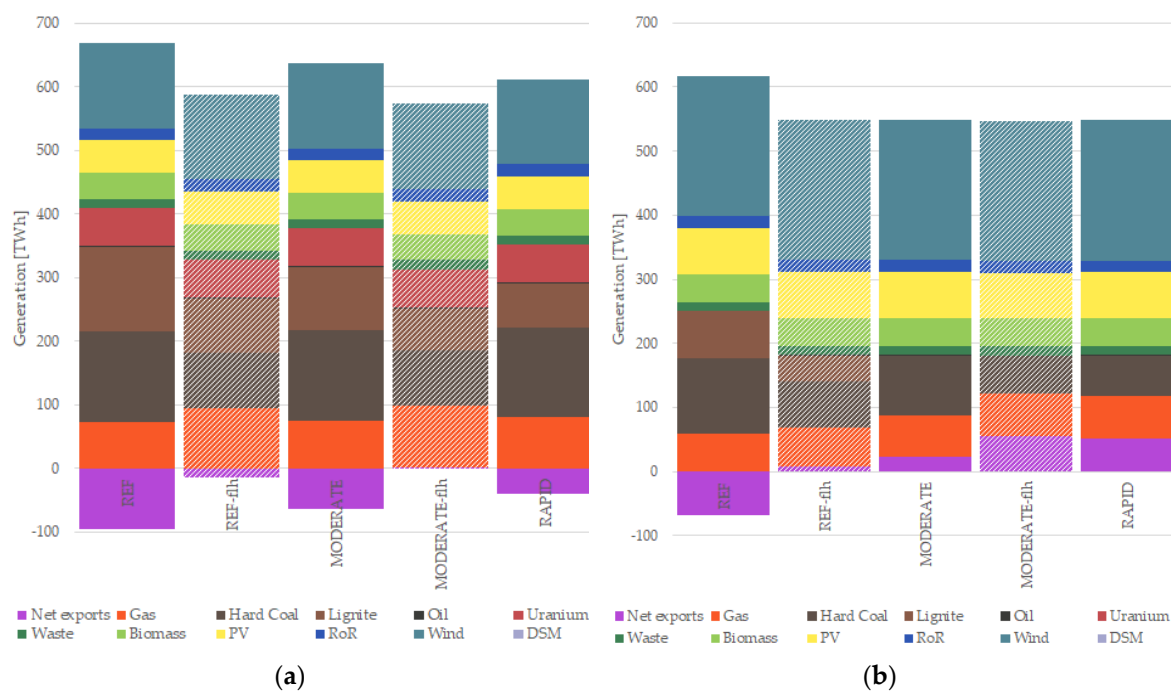 700
600
500
400
300
200
100
0
-100
Generation [TWh]
REF
REF-flh
MODERATE
MODERATE-flh
RAPID
Net exports Gas Hard Coal Lignite Oil Uranium
Waste Biomass PV RoR Wind DSM
(a)
700
600
500
400
300
200
100
0
-100
Generation [TWh]
REF
REF-flh
MODERATE
MODERATE-flh
RAPID
Net exports Gas Hard Coal Lignite Oil Uranium
Waste Biomass PV RoR Wind DSM
(b)